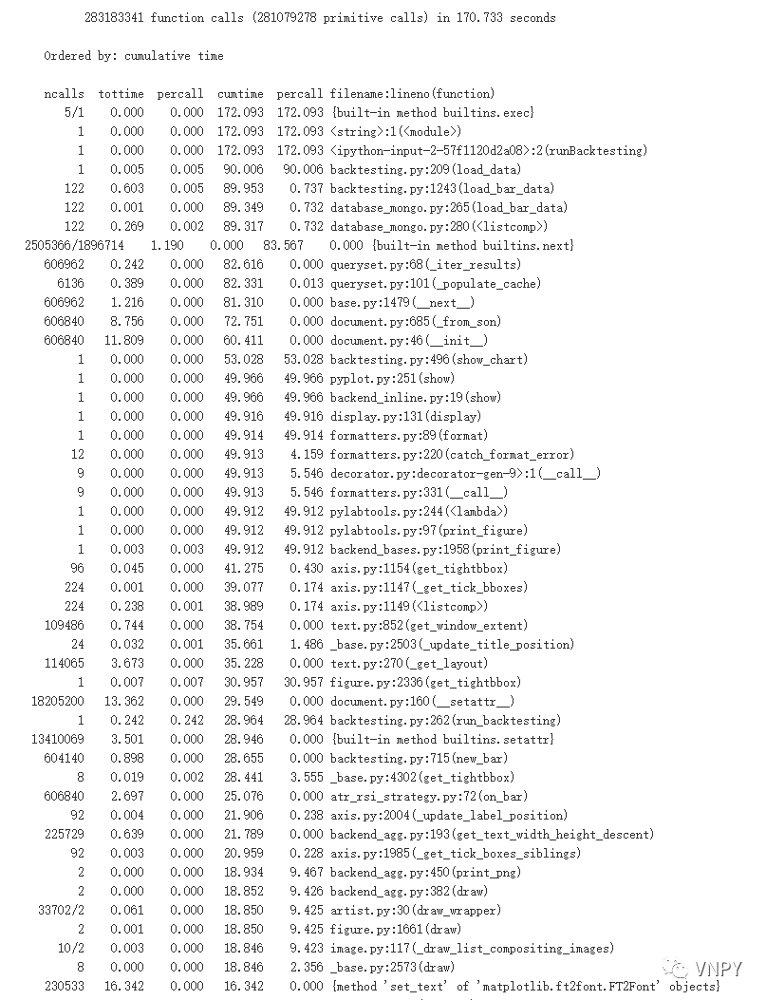 283183341 function calls (281079278 primitive calls) in 170.733 seconds
Ordered by: cumulative time
ncalls tottime percall cumtime percall filename:lineno(function)
5/1 0.000 0.000 172.093 172.093 {built-in method builtins.exec}
1 0.000 0.000 172.093 172.093 <string>:1(<module>)
1 0.000 0.000 172.093 172.093 <ipython-input-2-57f1120d2a08>:2(runBacktesting)
1 0.005 0.005 90.006 90.006 backtesting.py:209(load_data)
122 0.603 0.005 89.953 0.737 backtesting.py:1243(load_bar_data)
122 0.001 0.000 89.349 0.732 database_mongo.py:265(load_bar_data)
122 0.269 0.002 89.317 0.732 database_mongo.py:280(<listcomp>)
2505366/1896714 1.190 0.000 83.567 0.000 {built-in method builtins.next}
606962 0.242 0.000 82.616 0.000 queryset.py:68(_iter_results)
6136 0.389 0.000 82.331 0.013 queryset.py:101(_populate_cache)
606962 1.216 0.000 81.310 0.000 base.py:1479(__next__)
606840 8.756 0.000 72.751 0.000 document.py:685(_from_son)
606840 11.809 0.000 60.411 0.000 document.py:46(__init__)
1 0.000 0.000 53.028 53.028 backtesting.py:496(show_chart)
1 0.000 0.000 49.966 49.966 pyplot.py:251(show)
1 0.000 0.000 49.966 49.966 backend_inline.py:19(show)
1 0.000 0.000 49.916 49.916 display.py:131(display)
1 0.000 0.000 49.914 49.914 formatters.py:89(format)
12 0.000 0.000 49.913 4.159 formatters.py:220(catch_format_error)
9 0.000 0.000 49.913 5.546 decorator.py:decorator-gen-9>:1(__call__)
9 0.000 0.000 49.913 5.546 formatters.py:331(__call__)
1 0.000 0.000 49.912 49.912 pylabtools.py:244(<lambda>)
1 0.000 0.000 49.912 49.912 pylabtools.py:97(print_figure)
1 0.003 0.003 49.912 49.912 backend_bases.py:1958(print_figure)
96 0.045 0.000 41.275 0.430 axis.py:1154(get_tightbbox)
224 0.001 0.000 39.077 0.174 axis.py:1147(_get_tick_bboxes)
224 0.238 0.001 38.989 0.174 axis.py:1149(<listcomp>)
109486 0.744 0.000 38.754 0.000 text.py:852(get_window_extent)
24 0.032 0.001 35.661 1.486 _base.py:2503(_update_title_position)
114065 3.673 0.000 35.228 0.000 text.py:270(_get_layout)
1 0.007 0.007 30.957 30.957 figure.py:2336(get_tightbbox)
18205200 13.362 0.000 29.549 0.000 document.py:160(__setattr__)
1 0.242 0.242 28.964 28.964 backtesting.py:262(run_backtesting)
13410069 3.501 0.000 28.946 0.000 {built-in method builtins.setattr}
604140 0.898 0.000 28.655 0.000 backtesting.py:715(new_bar)
8 0.019 0.002 28.441 3.555 _base.py:4302(get_tightbbox)
606840 2.697 0.000 25.076 0.000 atr_rsi_strategy.py:72(on_bar)
92 0.004 0.000 21.906 0.238 axis.py:2004(_update_label_position)
225729 0.639 0.000 21.789 0.000 backend_agg.py:193(get_text_width_height_descent)
92 0.003 0.000 20.959 0.228 axis.py:1985(_get_tick_boxes_siblings)
2 0.000 0.000 18.934 9.467 backend_agg.py:450(print_png)
2 0.000 0.000 18.852 9.426 backend_agg.py:382(draw)
33702/2 0.061 0.000 18.850 9.425 artist.py:30(draw_wrapper)
2 0.001 0.000 18.850 9.425 figure.py:1661(draw)
10/2 0.003 0.000 18.846 9.423 image.py:117(_draw_list_compositing_images)
8 0.000 0.000 18.846 2.356 _base.py:2573(draw)
230533 16.342 0.000 16.342 0.000 {method 'set_text' of 'matplotlib.ft2font.FT2Font' objects}
VNPY